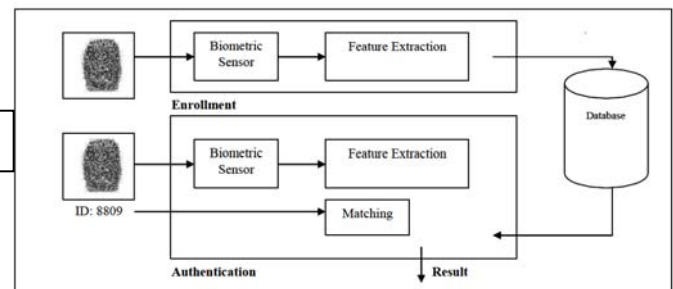 Biometric
Sensor
Feature Extraction
Enrollment
Database
Biometric
Sensor
Feature Extraction
ID: 8809
Matching
Authentication
Result